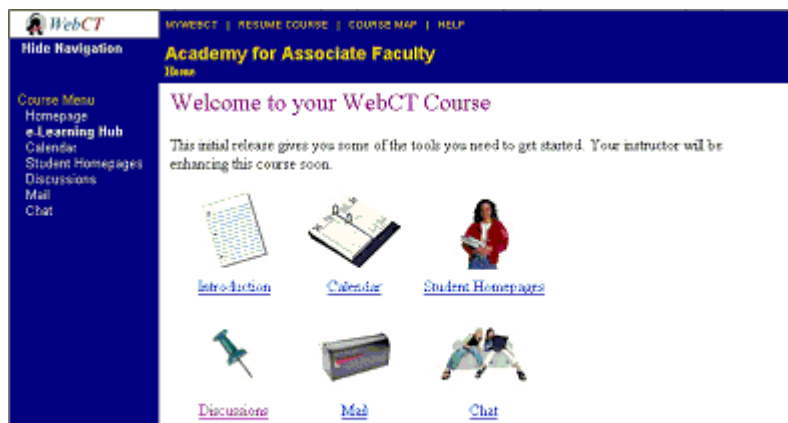 WebCT
MYWEBCT | RESUME COURSE | COURSE MAP | HELP
Hide Navigation
Academy for Associate Faculty
Home
Course Menu
Homepage
e-Learning Hub
Calendar
Student Homepages
Discussions
Mail
Chat
Welcome to your WebCT Course
This initial release gives you some of the tools you need to get started. Your instructor will be
enhancing this course soon.
Introduction Calendar Student Homepages
Discussions Mail Chat